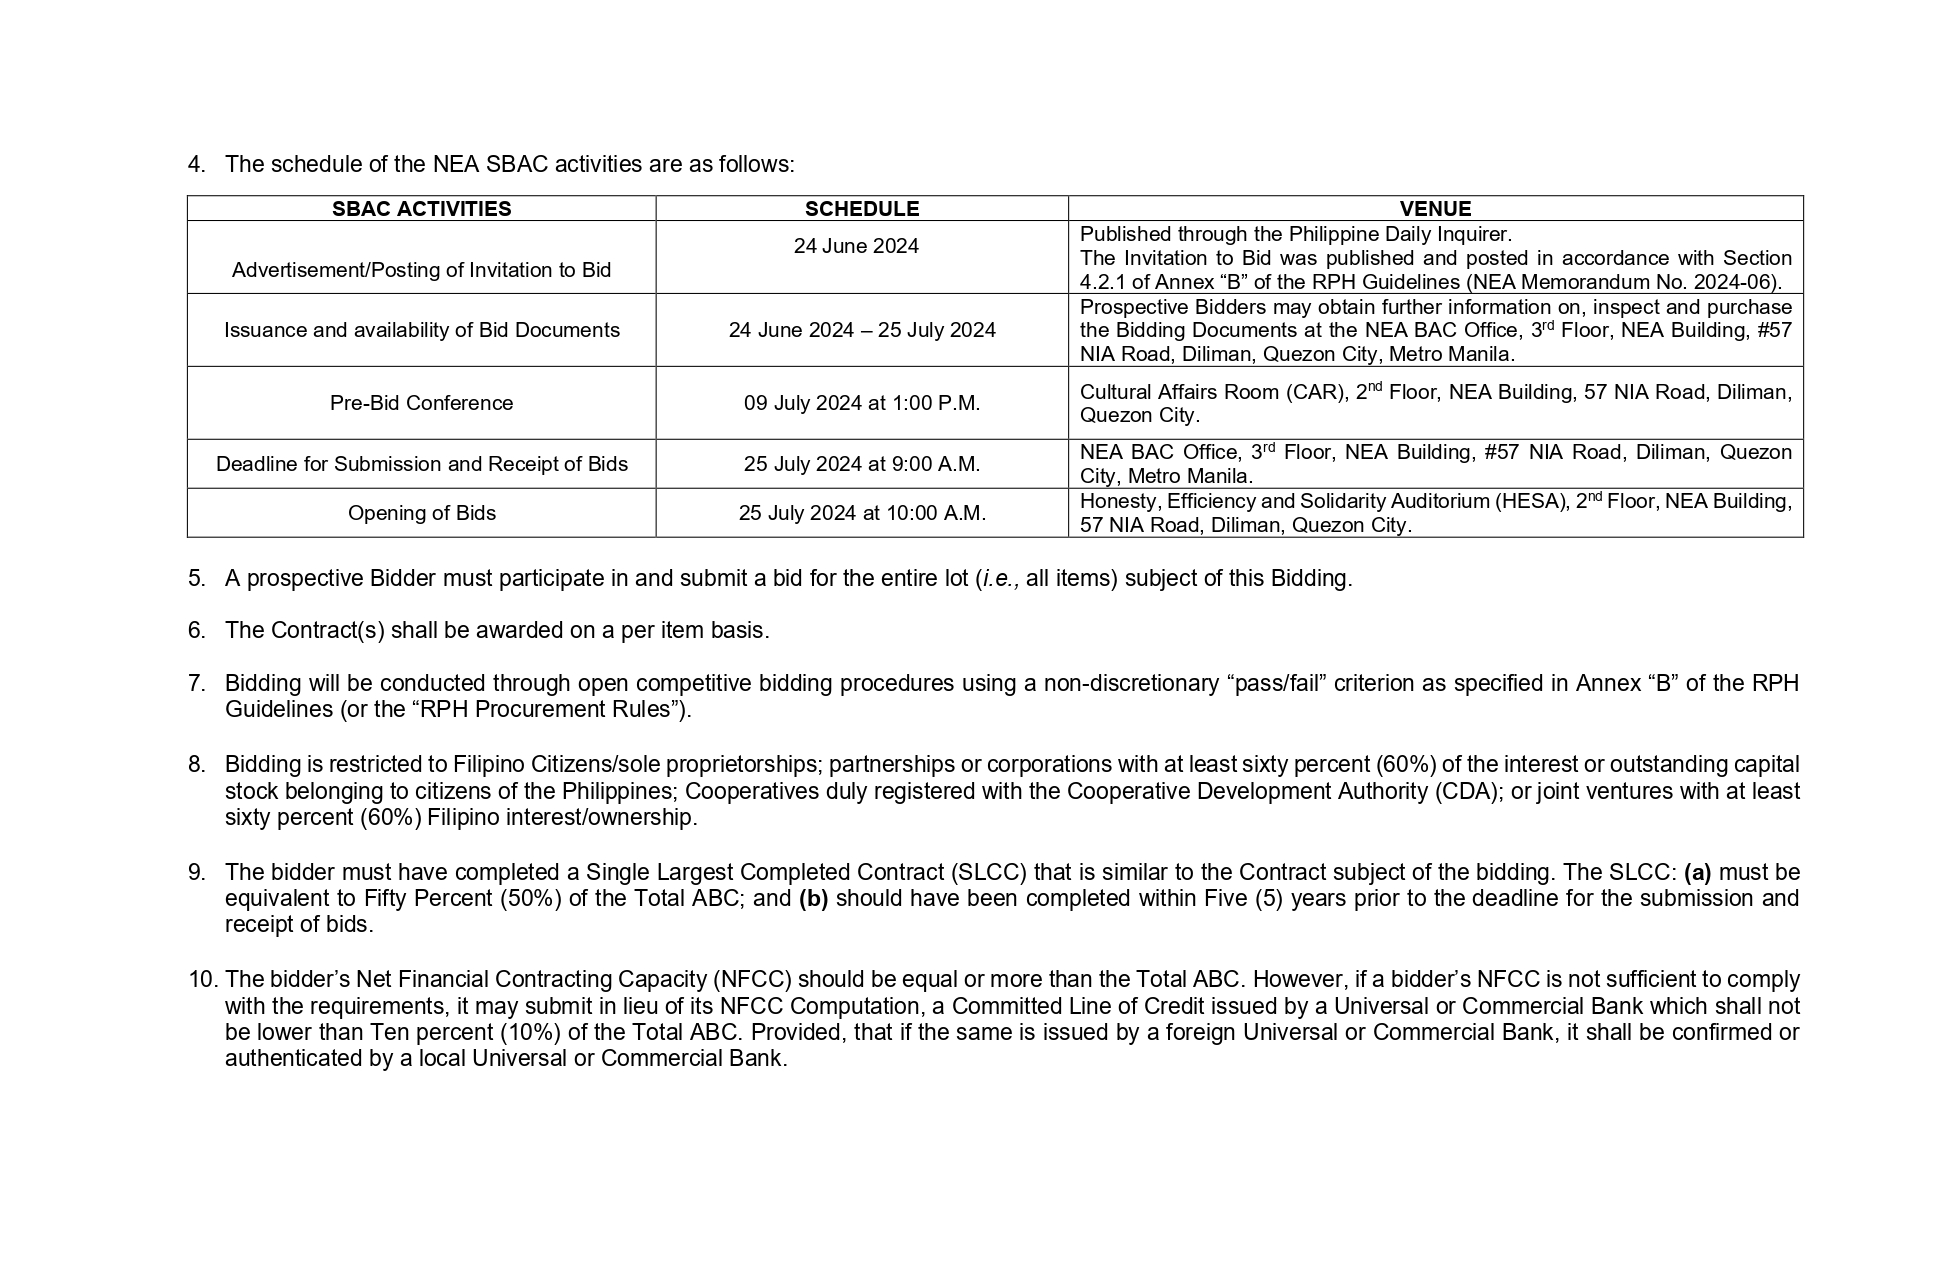 4. The schedule of the NEA SBAC activities are as follows:
SBAC ACTIVITIES SCHEDULE VENUE
Advertisement/Posting of Invitation to Bid
24 June 2024
Published through the Philippine Daily Inquirer.
The Invitation to Bid was published and posted in accordance with Section
4.2.1 of Annex “B” of the RPH Guidelines (NEA Memorandum No. 2024-06).
Issuance and availability of Bid Documents
24 June 2024 – 25 July 2024
Prospective Bidders may obtain further information on, inspect and purchase
the Bidding Documents at the NEA BAC Office, 3rd Floor, NEA Building, #57
NIA Road, Diliman, Quezon City, Metro Manila.
Pre-Bid Conference
09 July 2024 at 1:00 P.M.
Cultural Affairs Room (CAR), 2nd Floor, NEA Building, 57 NIA Road, Diliman,
Quezon City.
Deadline for Submission and Receipt of Bids
25 July 2024 at 9:00 A.M.
NEA BAC Office, 3rd Floor, NEA Building, #57 NIA Road, Diliman, Quezon
City, Metro Manila.
Opening of Bids
25 July 2024 at 10:00 A.M.
Honesty, Efficiency and Solidarity Auditorium (HESA), 2nd Floor, NEA Building,
57 NIA Road, Diliman, Quezon City.
5. A prospective Bidder must participate in and submit a bid for the entire lot (i.e., all items) subject of this Bidding.
6. The Contract(s) shall be awarded on a per item basis.
7. Bidding will be conducted through open competitive bidding procedures using a non-discretionary “pass/fail” criterion as specified in Annex “B” of the RPH
Guidelines (or the “RPH Procurement Rules”).
8. Bidding is restricted to Filipino Citizens/sole proprietorships; partnerships or corporations with at least sixty percent (60%) of the interest or outstanding capital
stock belonging to citizens of the Philippines; Cooperatives duly registered with the Cooperative Development Authority (CDA); or joint ventures with at least
sixty percent (60%) Filipino interest/ownership.
9. The bidder must have completed a Single Largest Completed Contract (SLCC) that is similar to the Contract subject of the bidding. The SLCC: (a) must be
equivalent to Fifty Percent (50%) of the Total ABC; and (b) should have been completed within Five (5) years prior to the deadline for the submission and
receipt of bids.
10. The bidder’s Net Financial Contracting Capacity (NFCC) should be equal or more than the Total ABC. However, if a bidder’s NFCC is not sufficient to comply
with the requirements, it may submit in lieu of its NFCC Computation, a Committed Line of Credit issued by a Universal or Commercial Bank which shall not
be lower than Ten percent (10%) of the Total ABC. Provided, that if the same is issued by a foreign Universal or Commercial Bank, it shall be confirmed or
authenticated by a local Universal or Commercial Bank.